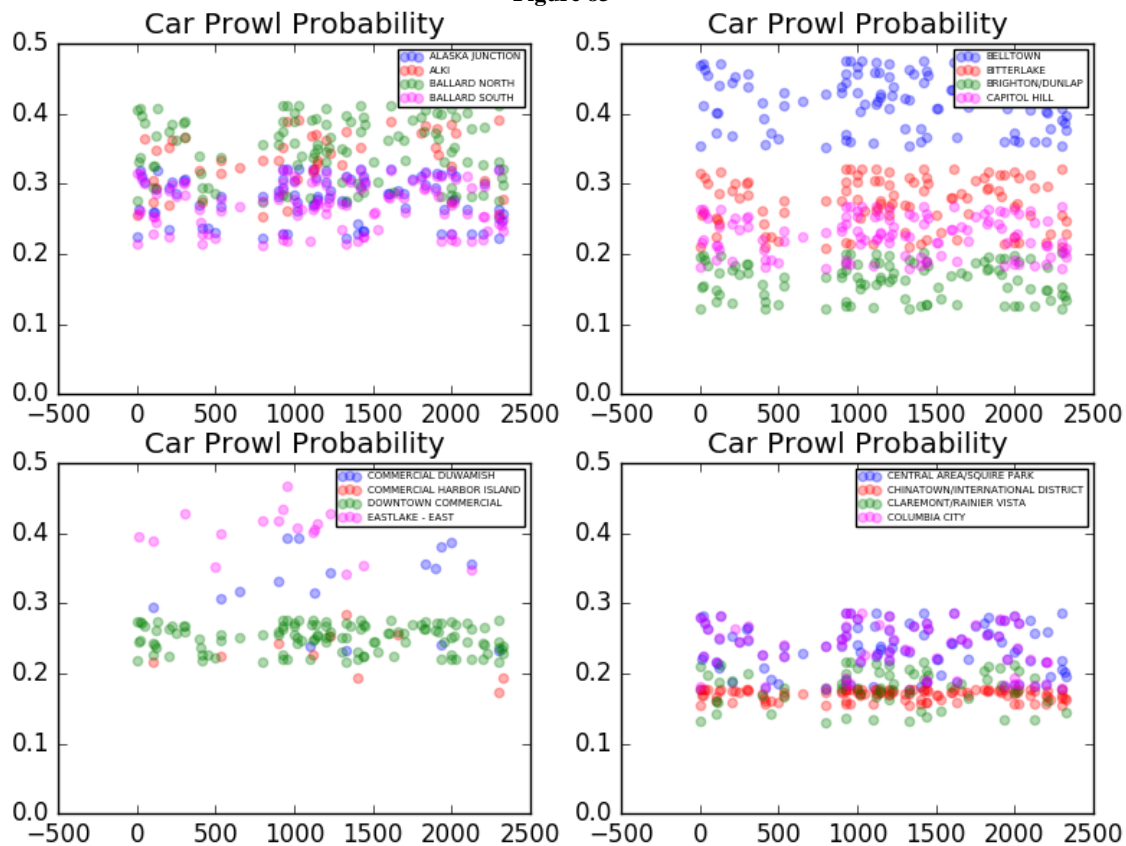 Car Prowl Probability
0.5
0.4
0.3
0.2
0.1
0.0
−500 0 500 1000 1500 2000 2500
ALASKA JUNCTION
ALKI
BALLARD NORTH
BALLARD SOUTH
Car Prowl Probability
0.5
0.4
0.3
0.2
0.1
0.0
−500 0 500 1000 1500 2000 2500
BELLTOWN
BITTERLAKE
BRIGHTON/DUNLAP
CAPITOL HILL
Car Prowl Probability
0.5
0.4
0.3
0.2
0.1
0.0
−500 0 500 1000 1500 2000 2500
COMMERCIAL DUWAMISH
COMMERCIAL HARBOR ISLAND
DOWNTOWN COMMERCIAL
EASTLAKE - EAST
Car Prowl Probability
0.5
0.4
0.3
0.2
0.1
0.0
−500 0 500 1000 1500 2000 2500
CENTRAL AREA/SQUIRE PARK
CHINATOWN/INTERNATIONAL DISTRICT
CLAREMONT/RAINIER VISTA
COLUMBIA CITY